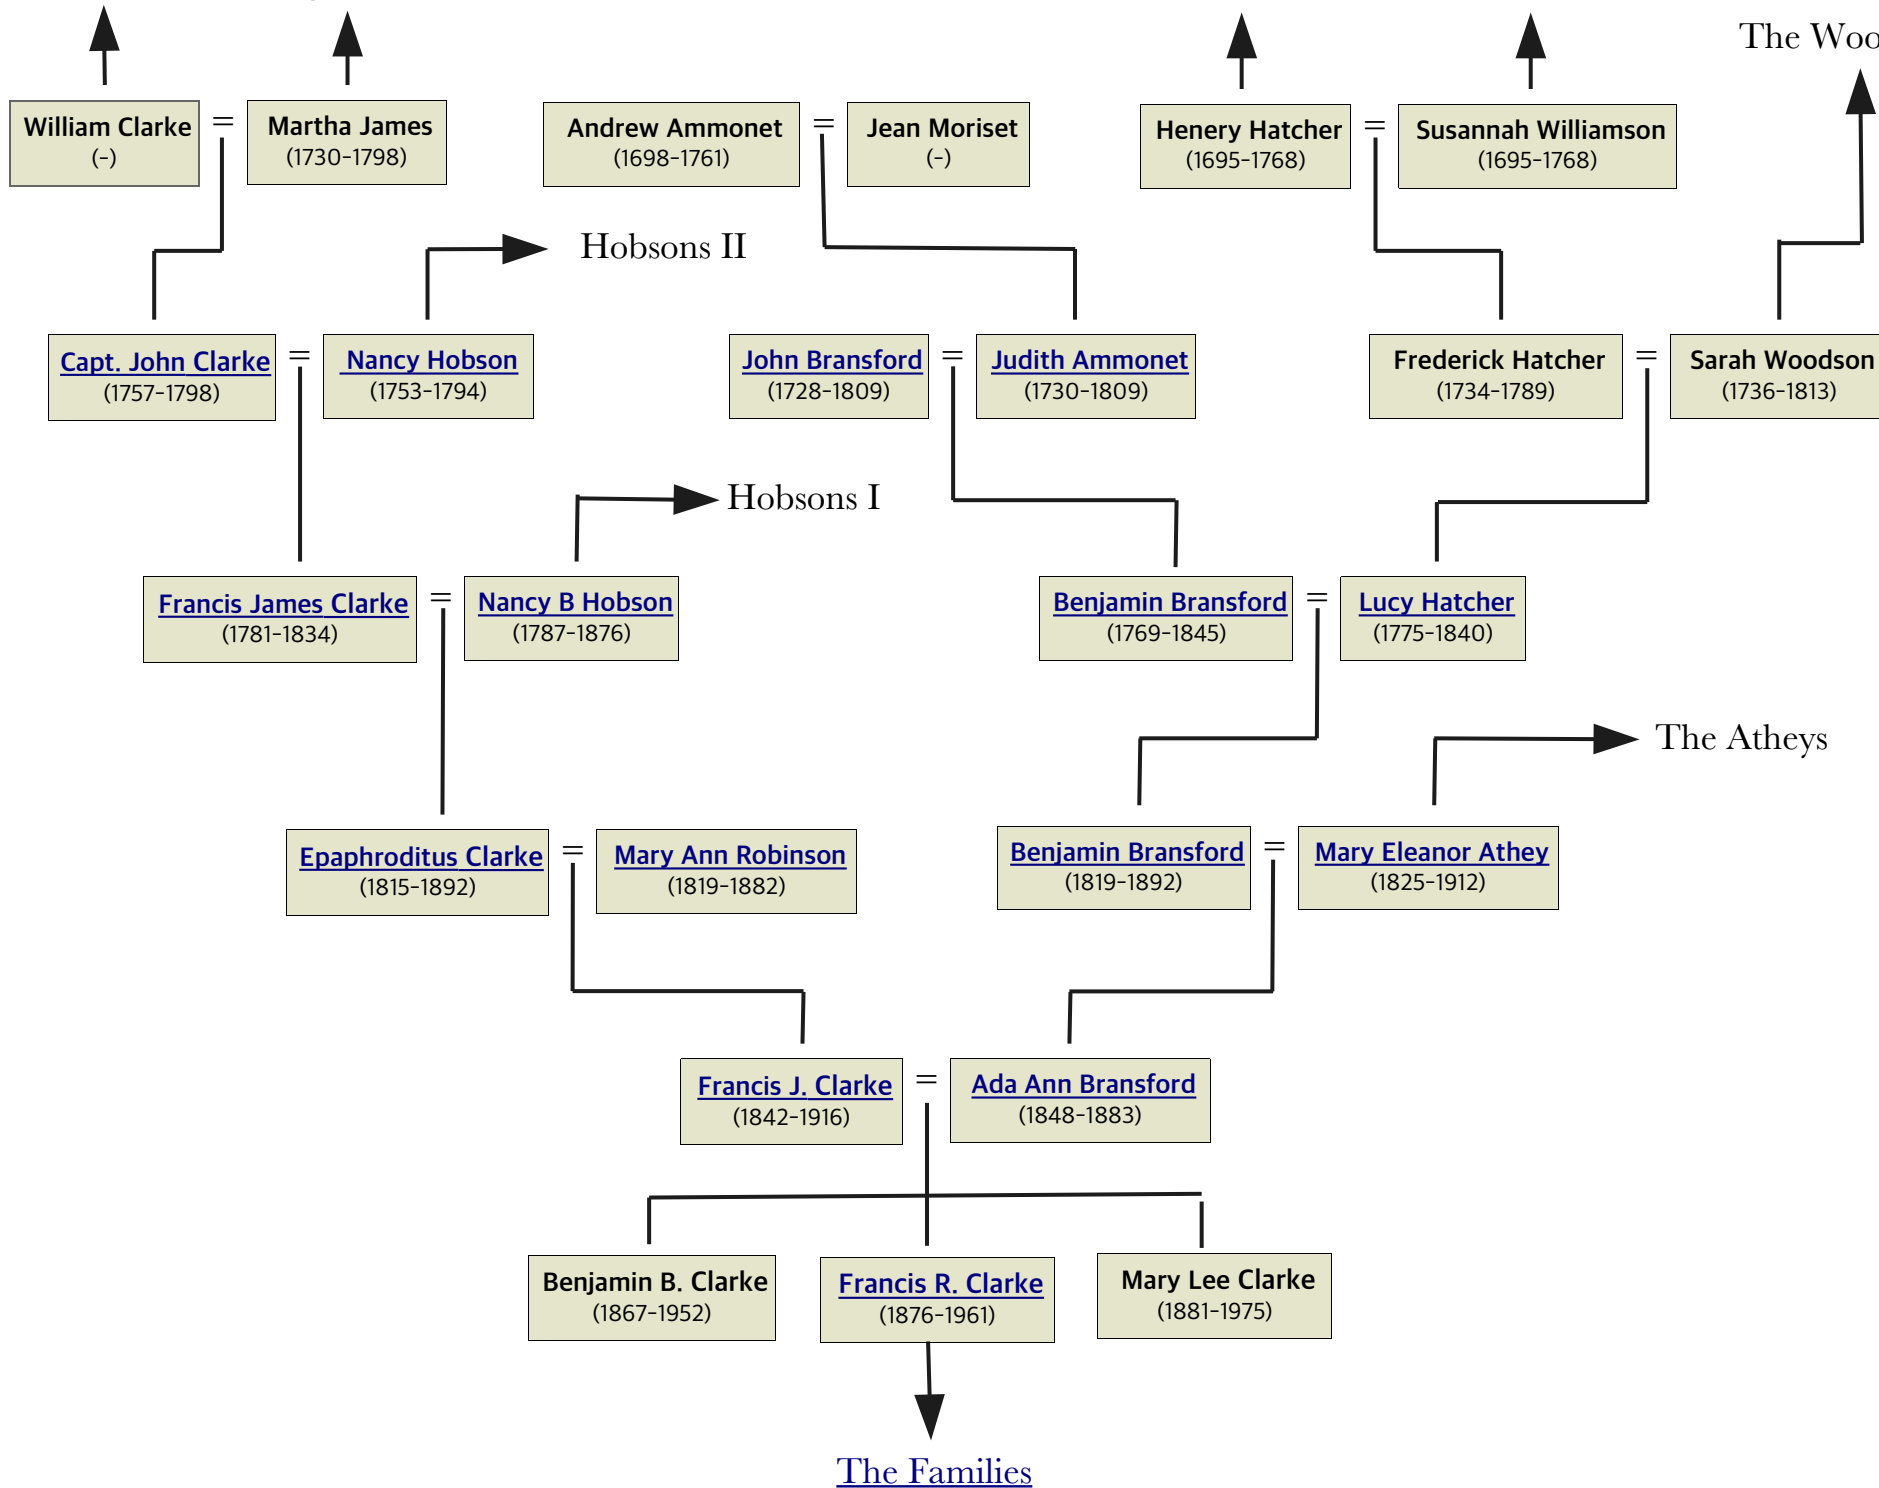 The Woo
William Clarke = Martha James
(-) (1730-1798)
Andrew Ammonet = Jean Moriset
(1698-1761) (-)
Henery Hatcher = Susannah Williamson
(1695-1768) (1695-1768)
Hobsons II
Capt. John Clarke = Nancy Hobson
(1757-1798) (1753-1794)
John Bransford = Judith Ammonet
(1728-1809) (1730-1809)
Frederick Hatcher = Sarah Woodson
(1734-1789) (1736-1813)
Hobsons I
Francis James Clarke = Nancy B Hobson
(1781-1834) (1787-1876)
Benjamin Bransford = Lucy Hatcher
(1769-1845) (1775-1840)
The Atheys
Epaphroditus Clarke = Mary Ann Robinson
(1815-1892) (1819-1882)
Benjamin Bransford = Mary Eleanor Athey
(1819-1892) (1825-1912)
Francis J. Clarke = Ada Ann Bransford
(1842-1916) (1848-1883)
Benjamin B. Clarke
(1867-1952)
Francis R. Clarke
(1876-1961)
Mary Lee Clarke
(1881-1975)
The Families